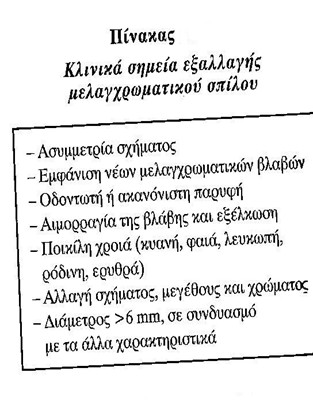 Πίνακας
Κλινικά σημεία εξαλλαγής
μελαγχρωματικού σπίλου
– Ασυμμετρία σχήματος
– Εμφάνιση νέων μελαγχρωματικών βλαβών
– Οδοντωτή ή ακανόνιστη παρυφή
– Αιμορραγία της βλάβης και εξέλκωση
– Ποικίλη χροιά (κυανή, φαιά, λευκωπή,
ρόδινη, ερυθρά)
– Αλλαγή σχήματος, μεγέθους και χρώματος
– Διάμετρος >6 mm, σε συνδυασμό
με τα άλλα χαρακτηριστικά